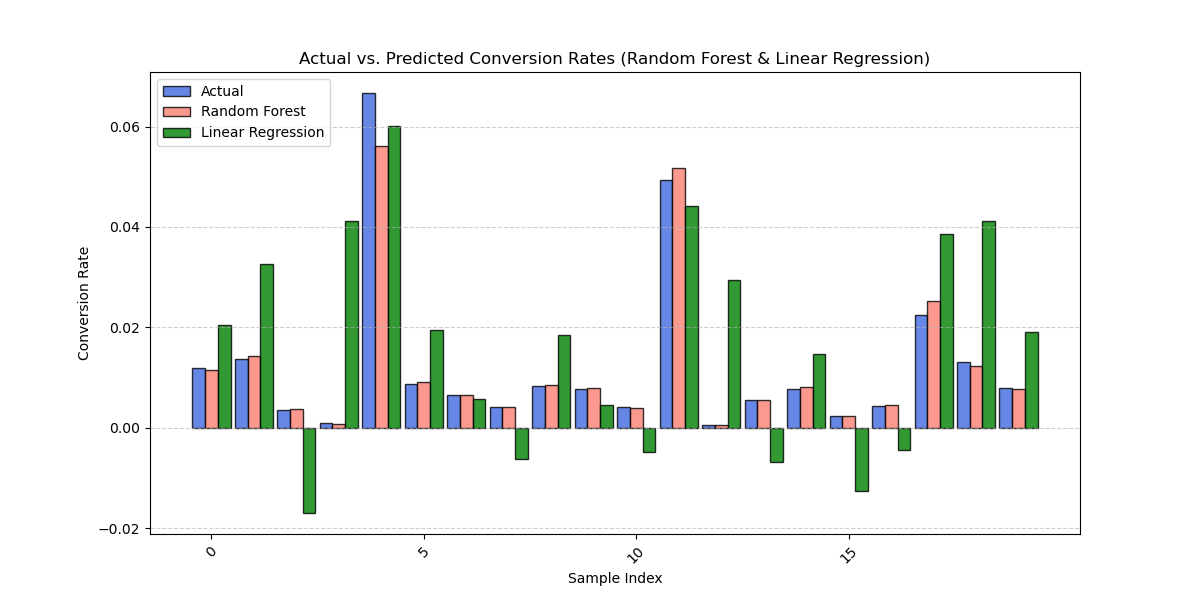 Actual vs. Predicted Conversion Rates (Random Forest & Linear Regression)
Actual
Random Forest
Linear Regression
Conversion Rate
0.06
0.04
0.02
0.00
−0.02
0
5
10
15
Sample Index